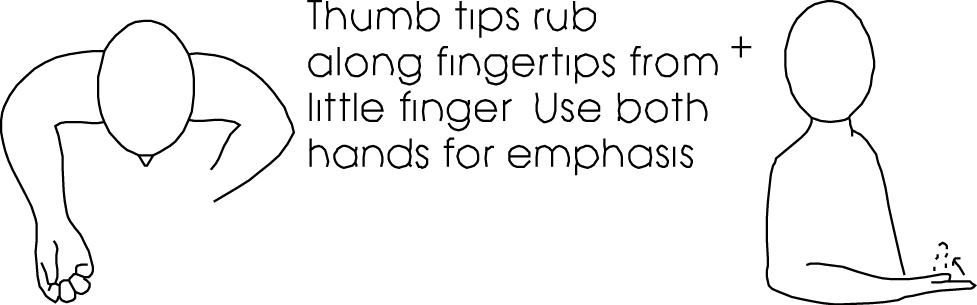 Thumb tips rub
along fingertips from +
little finger Use both
hands for emphasis